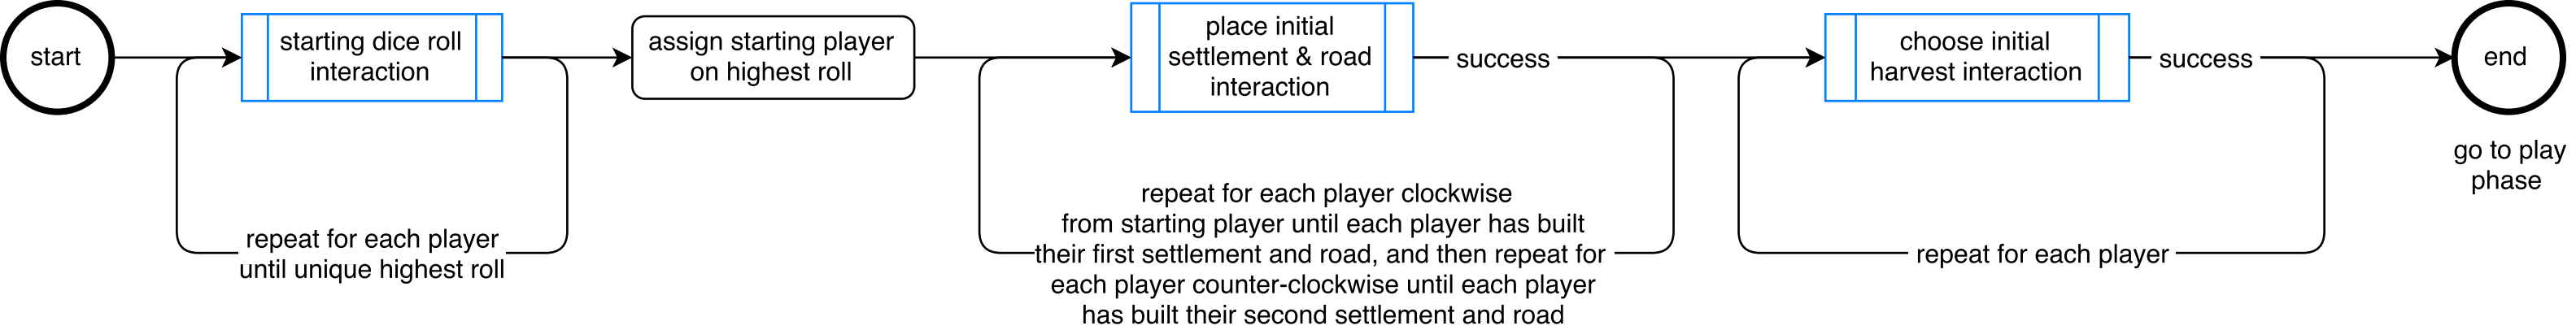 start
starting dice roll
interaction
repeat for each player
until unique highest roll
assign starting player
on highest roll
place initial
settlement & road
interaction
success
repeat for each player clockwise
from starting player until each player has built
their first settlement and road, and then repeat for
each player counter-clockwise until each player
has built their second settlement and road
choose initial
harvest interaction
success
repeat for each player
end
go to play
phase